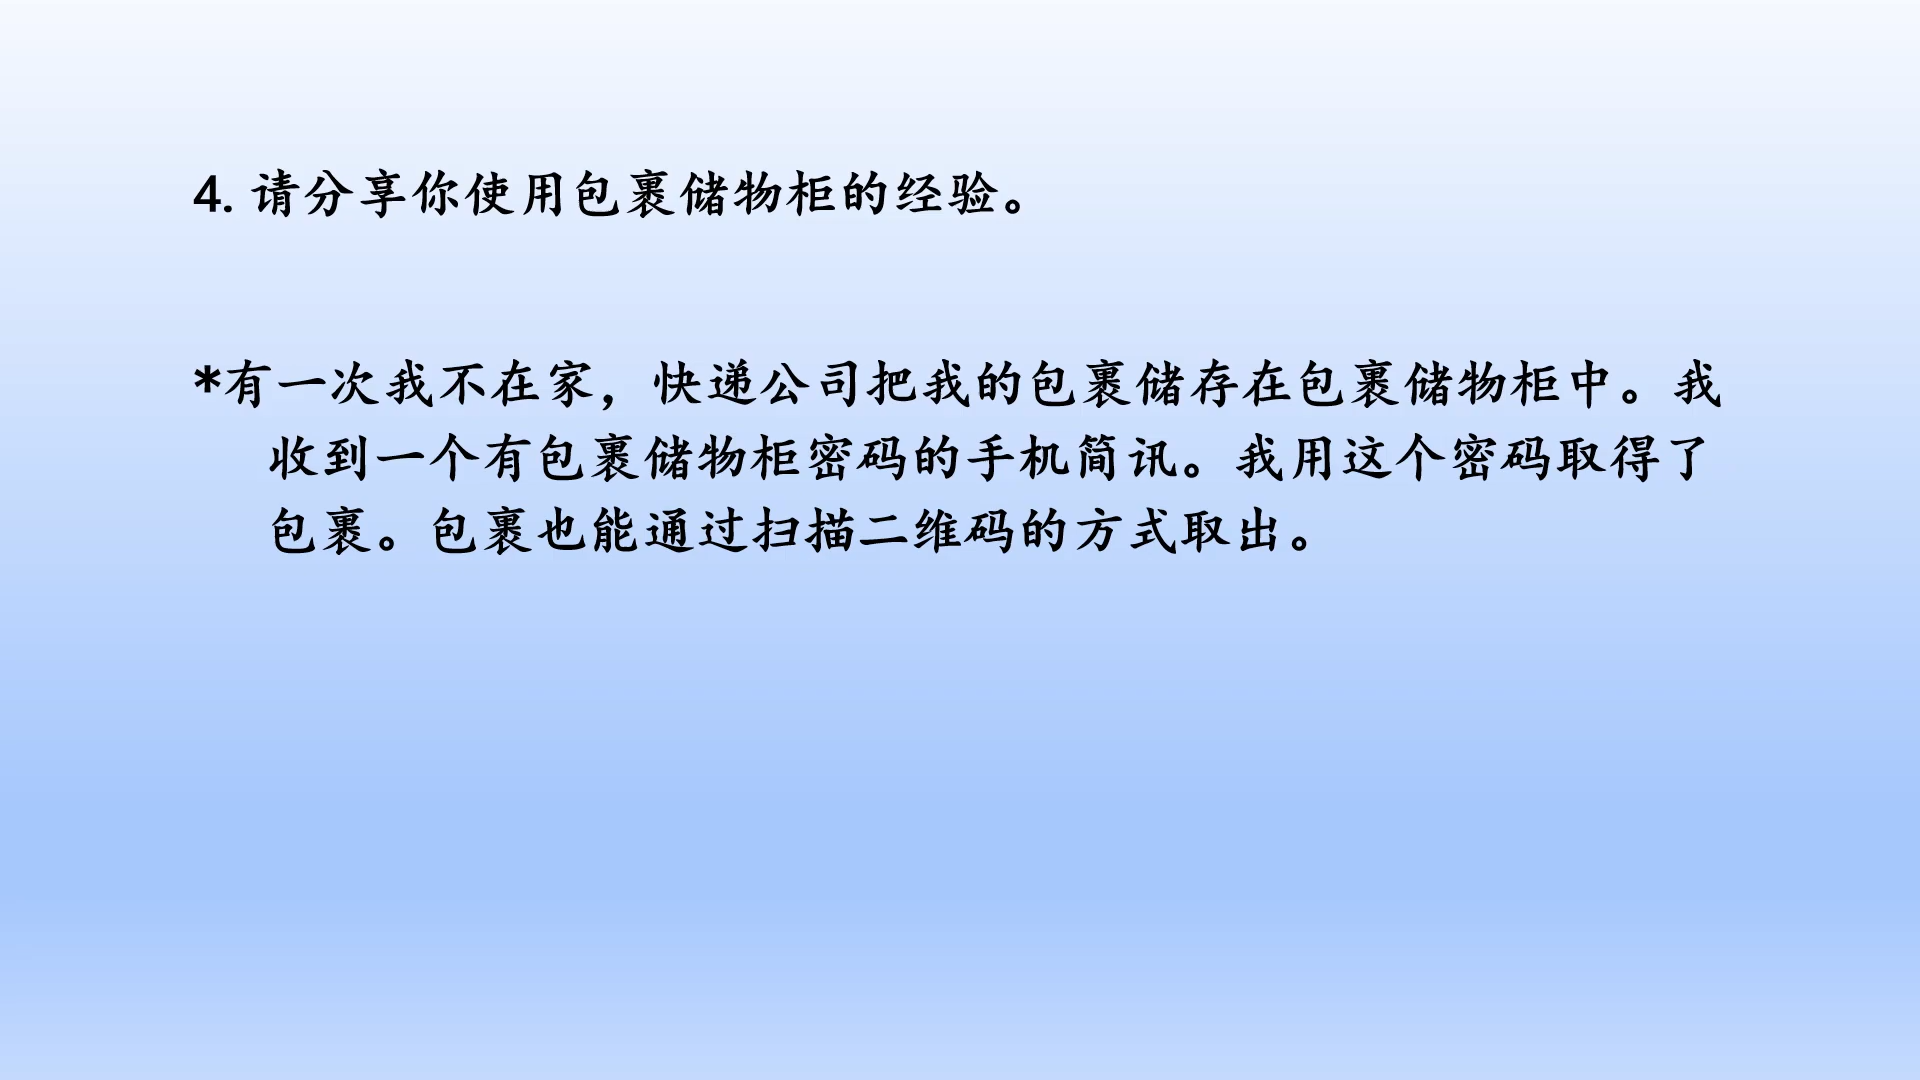 4. 请分享你使用包裹储物柜的经验。
*有一次我不在家，快递公司把我的包裹储存在包裹储物柜中。我
收到一个有包裹储物柜密码的手机简讯。我用这个密码取得了
包裹。包裹也能通过扫描二维码的方式取出。